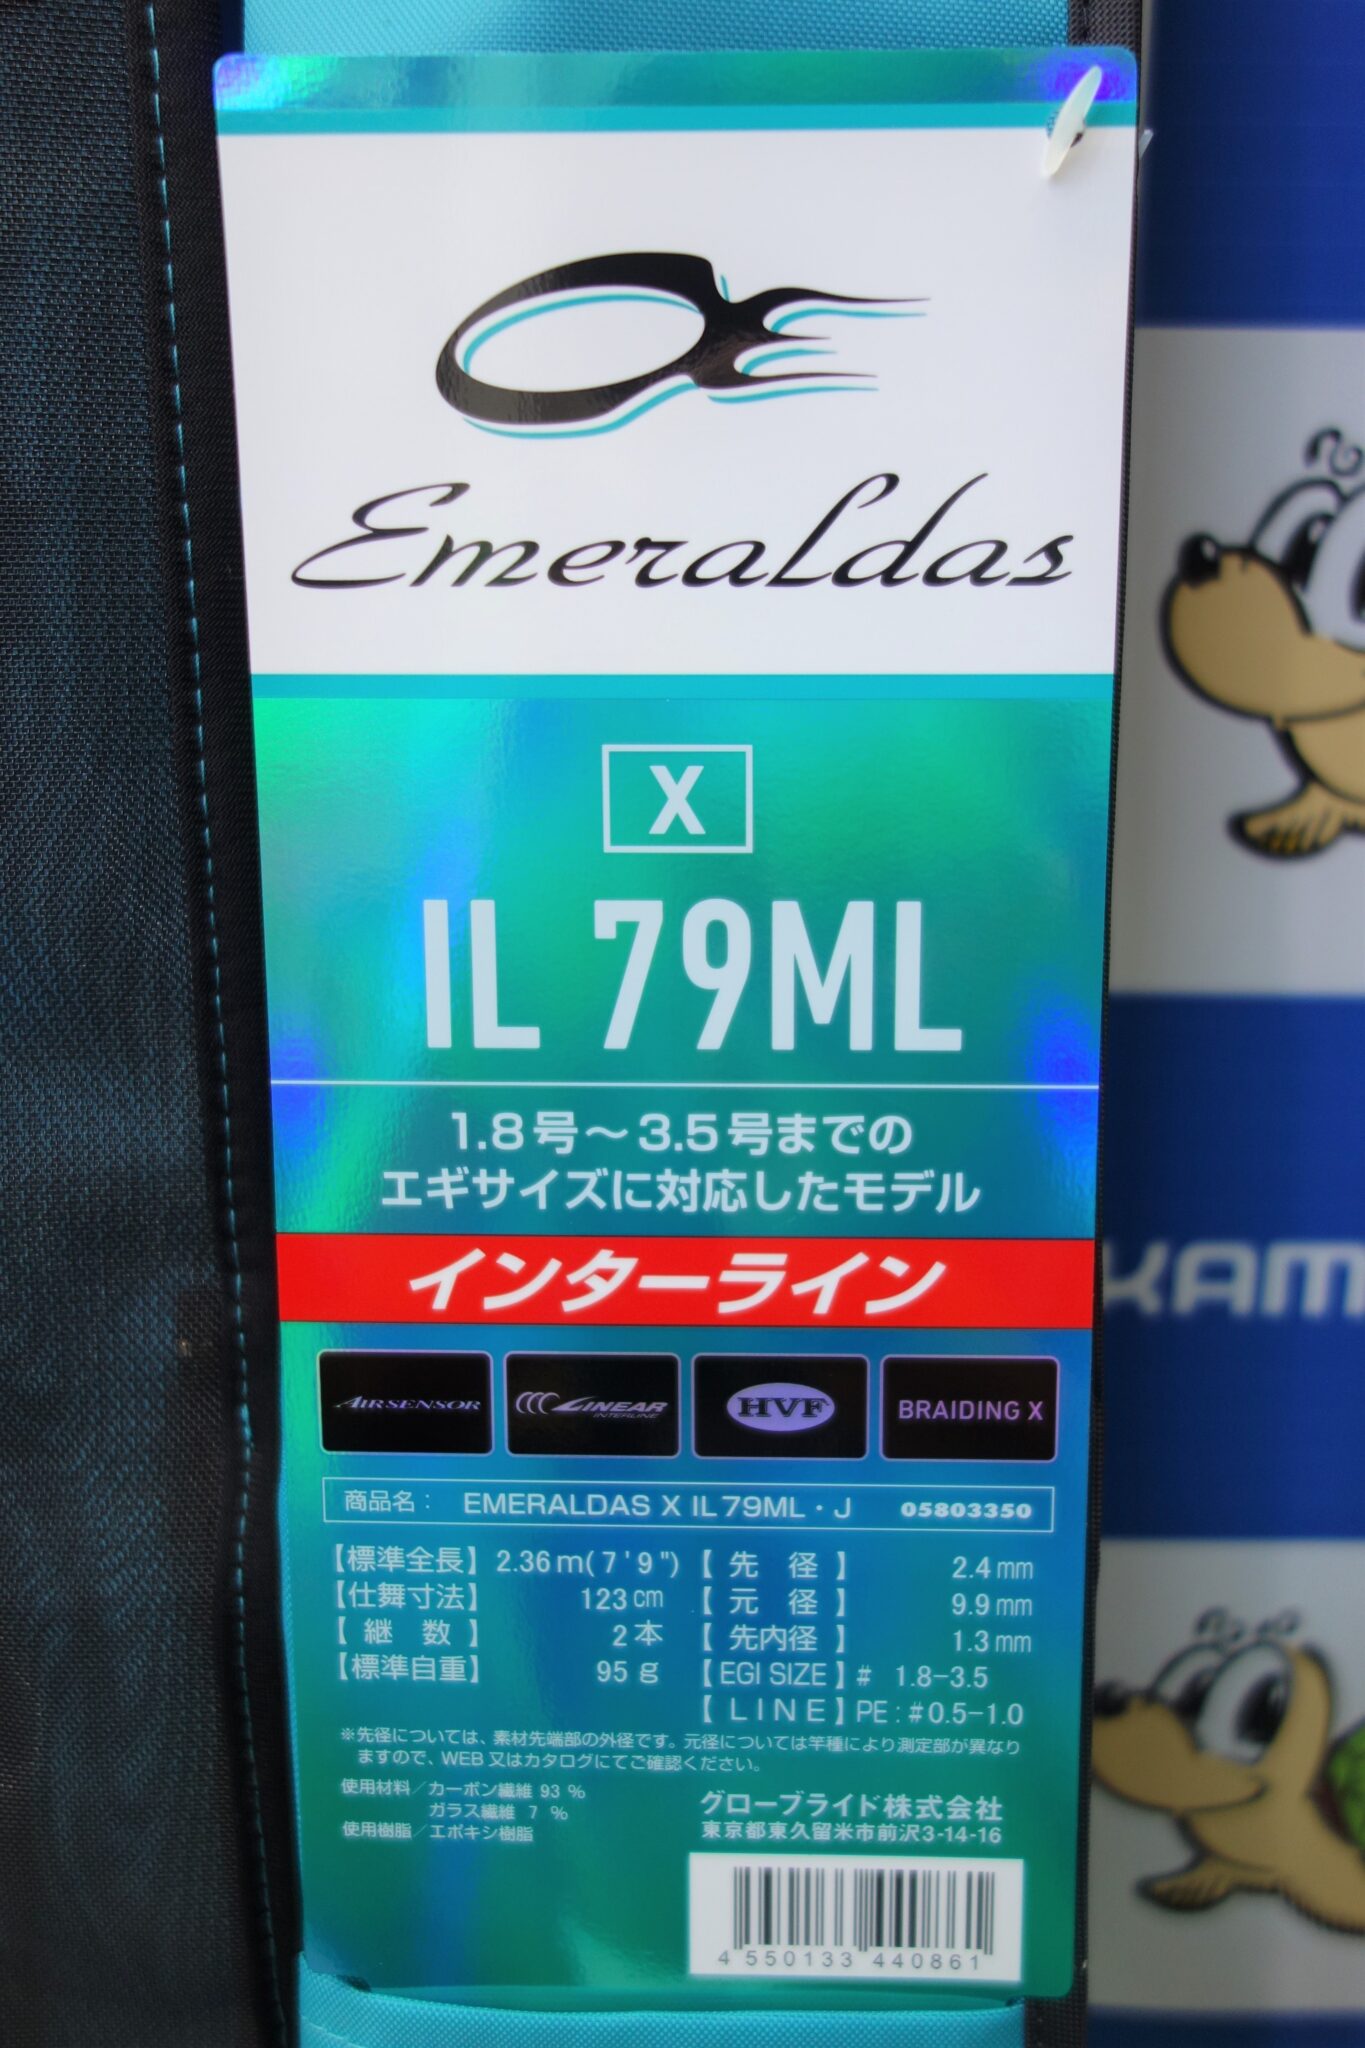 Emeraldas
X
IL 79ML
1.8号～3.5号までの
エギサイズに対応したモデル
インターライン
AIRSENSOR
LINEAR
INTERLINE
HVF
BRAIDING X
商品名： EMERALDAS X IL 79ML・J 05803350
【標準全長】 2.36m(7'9")
【仕舞寸法】 123cm
【継 数】 2本
【標準自重】 95g
【先 径】 2.4mm
【元 径】 9.9mm
【先内径】 1.3mm
【EGI SIZE】# 1.8-3.5
【LINE】PE:#0.5-1.0
※先径については、素材先端部の外径です。元径については竿種により測定部が異なり
ますので、WEB又はカタログにてご確認ください。
使用材料／カーボン繊維 93 %
ガラス繊維 7 %
使用樹脂／エポキシ樹脂
グローブライド株式会社
東京都東久留米市前沢3-14-16
4 550133 440861
KAM